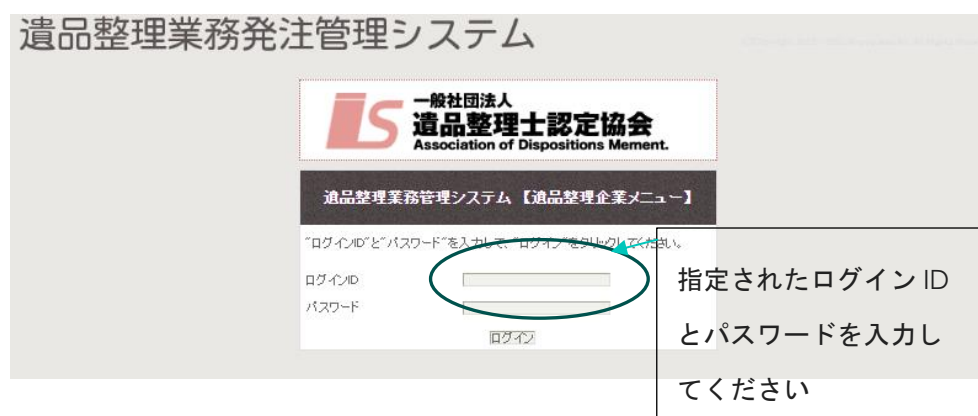 遺品整理業務発注管理システム
一般社団法人
遺品整理士認定協会
Association of Dispositions Mement.
遺品整理業務管理システム 【遺品整理企業メニュー】
"ログインID"と"パスワード"を入力して、"ログイン"をクリックしてください。
ログインID
パスワード
ログイン
指定されたログイン ID
とパスワードを入力し
てください